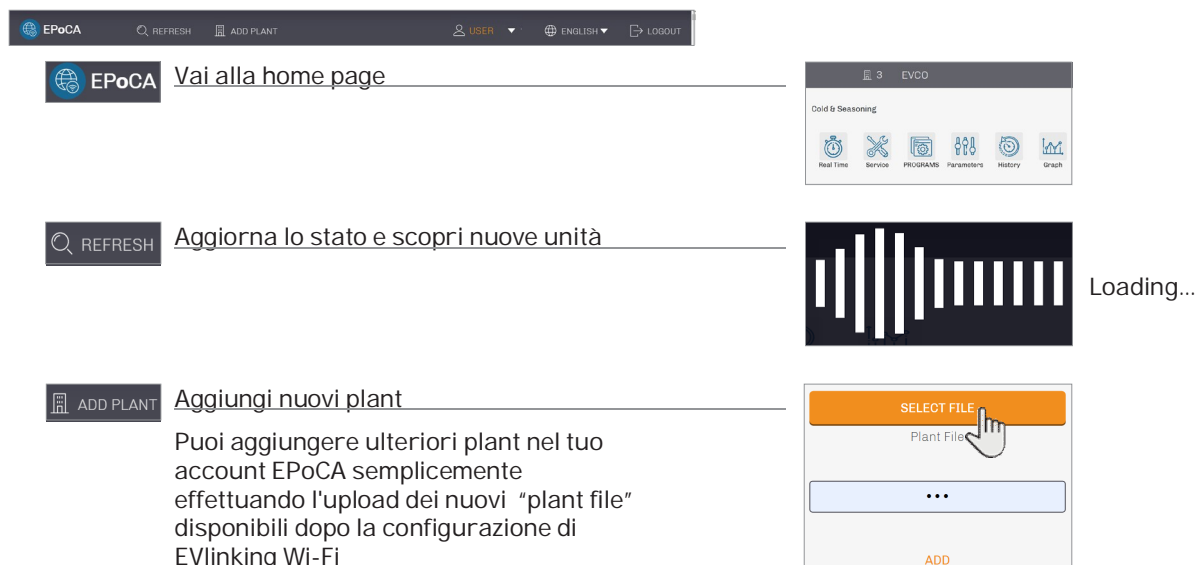 EPoCA REFRESH ADD PLANT USER ENGLISH LOGOUT
EPoCA Vai alla home page
3 EVCO
Cold & Seasoning
Real Time Service PROGRAMS Parameters History Graph
REFRESH Aggiorna lo stato e scopri nuove unità
Loading...
ADD PLANT Aggiungi nuovi plant
Puoi aggiungere ulteriori plant nel tuo
account EPoCA semplicemente
effettuando l'upload dei nuovi “plant file”
disponibili dopo la configurazione di
EVlinking Wi-Fi
SELECT FILE
Plant File
...
ADD